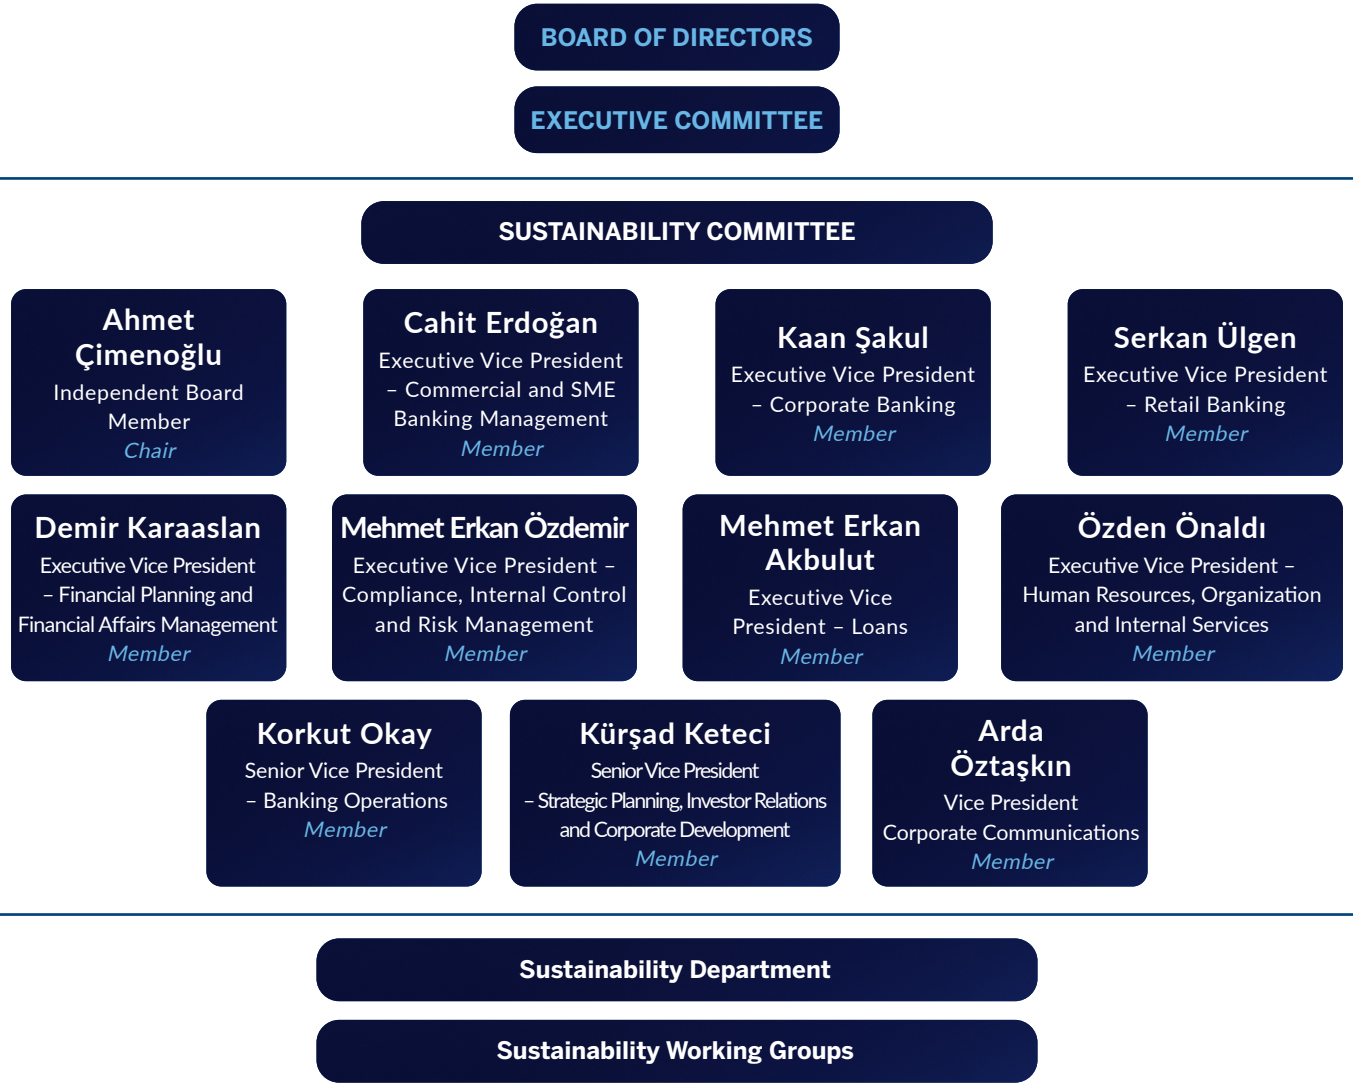 BOARD OF DIRECTORS
EXECUTIVE COMMITTEE
SUSTAINABILITY COMMITTEE
Ahmet
Çimenoğlu
Independent Board
Member
Chair
Cahit Erdoğan
Executive Vice President
– Commercial and SME
Banking Management
Member
Kaan Şakul
Executive Vice President
– Corporate Banking
Member
Serkan Ülgen
Executive Vice President
– Retail Banking
Member
Demir Karaaslan
Executive Vice President
– Financial Planning and
Financial Affairs Management
Member
Mehmet Erkan Özdemir
Executive Vice President –
Compliance, Internal Control
and Risk Management
Member
Mehmet Erkan
Akbulut
Executive Vice
President – Loans
Member
Özden Önaldı
Executive Vice President –
Human Resources, Organization
and Internal Services
Member
Korkut Okay
Senior Vice President
– Banking Operations
Member
Kürşad Keteci
Senior Vice President
– Strategic Planning, Investor Relations
and Corporate Development
Member
Arda
Öztaşkın
Vice President
Corporate Communications
Member
Sustainability Department
Sustainability Working Groups